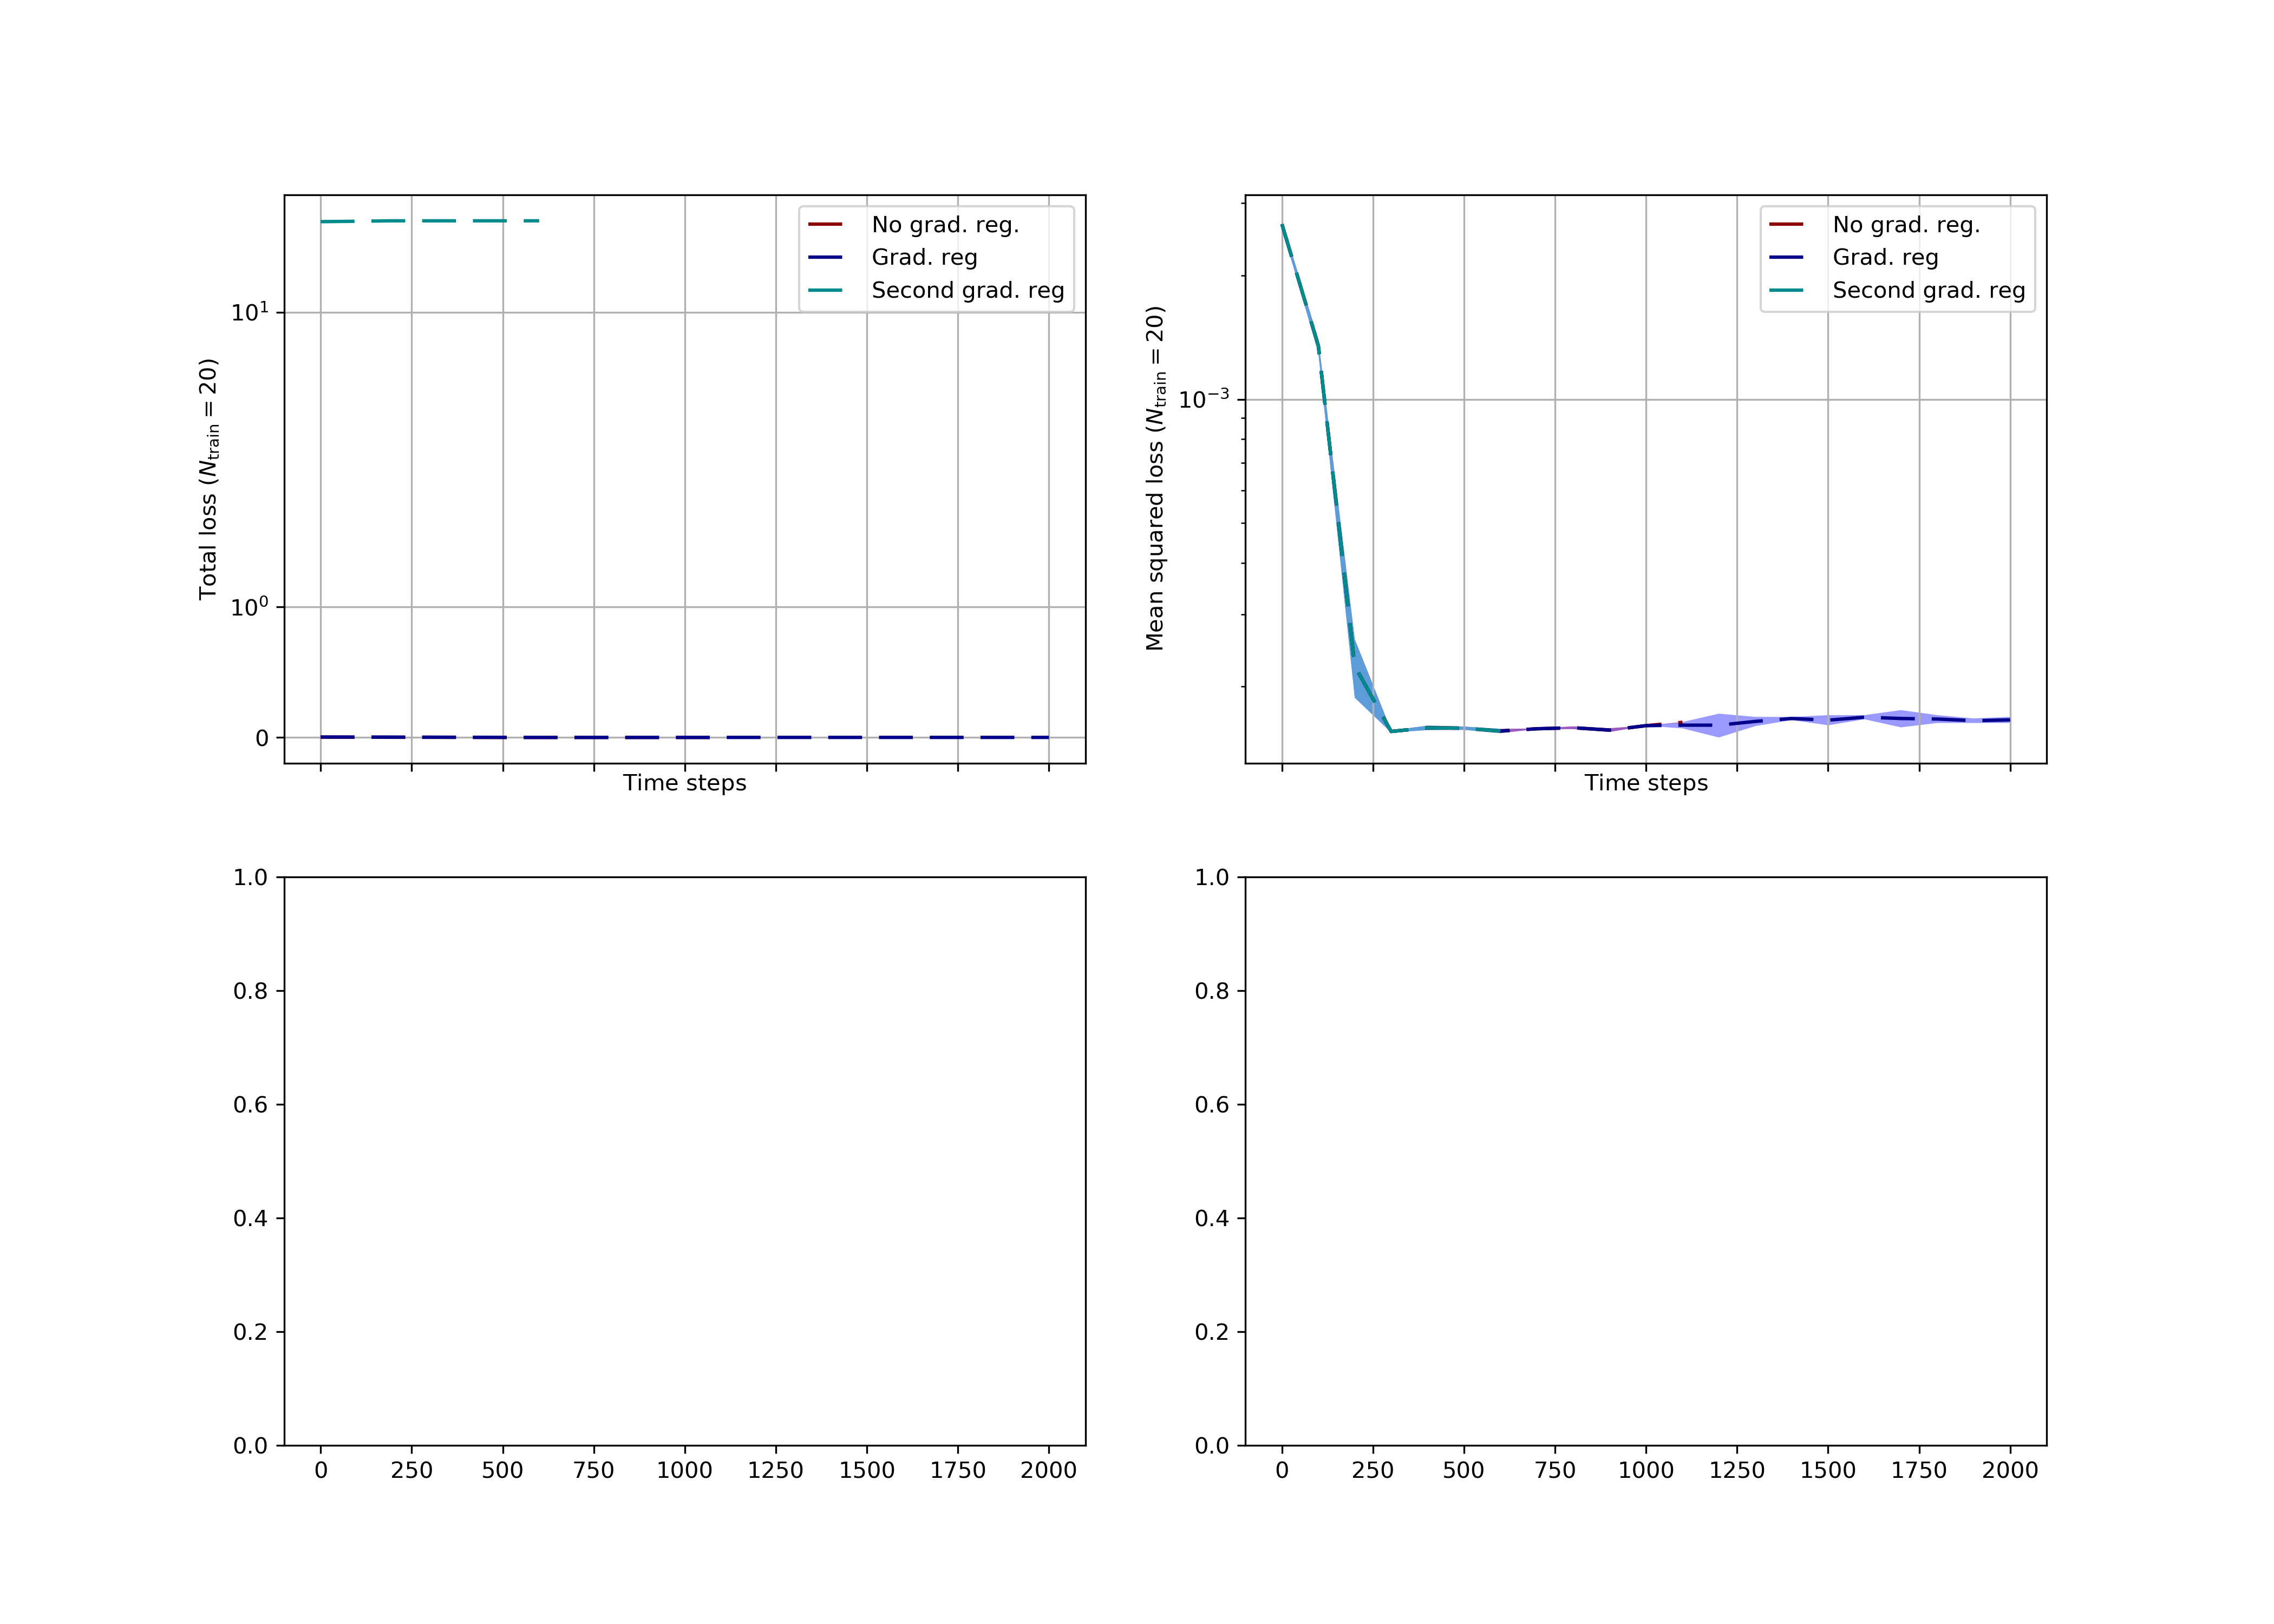 Total loss (N_train = 20)
10^1
10^0
0
No grad. reg.
Grad. reg
Second grad. reg
Time steps
Mean squared loss (N_train = 20)
10^−3
No grad. reg.
Grad. reg
Second grad. reg
Time steps
1.0
0.8
0.6
0.4
0.2
0.0
0 250 500 750 1000 1250 1500 1750 2000
1.0
0.8
0.6
0.4
0.2
0.0
0 250 500 750 1000 1250 1500 1750 2000